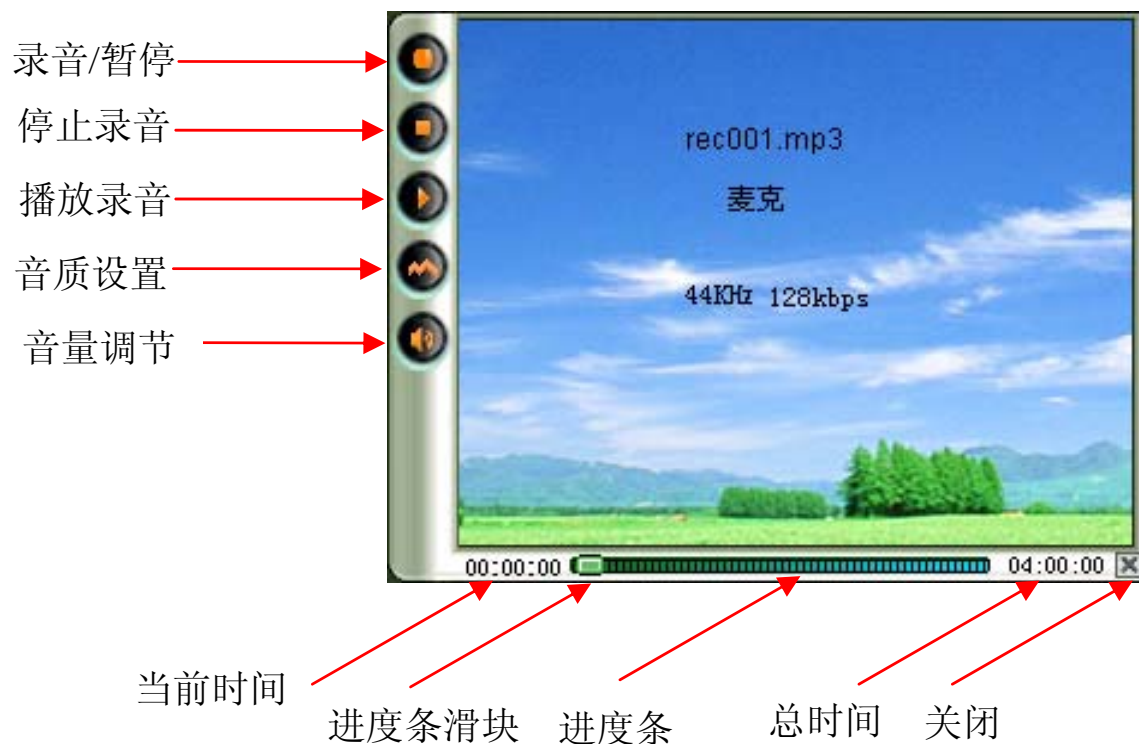 录音/暂停
停止录音
播放录音
音质设置
音量调节
rec001.mp3
麦克
44KHz 128kbps
00:00:00 04:00:00
当前时间
进度条滑块
进度条
总时间
关闭